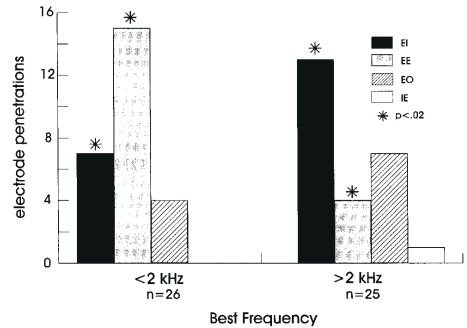 16
12
8
4
0
electrode penetrations
EI
EE
EO
IE
* p<.02
*
*
*
*
<2 kHz
n=26
>2 kHz
n=25
Best Frequency